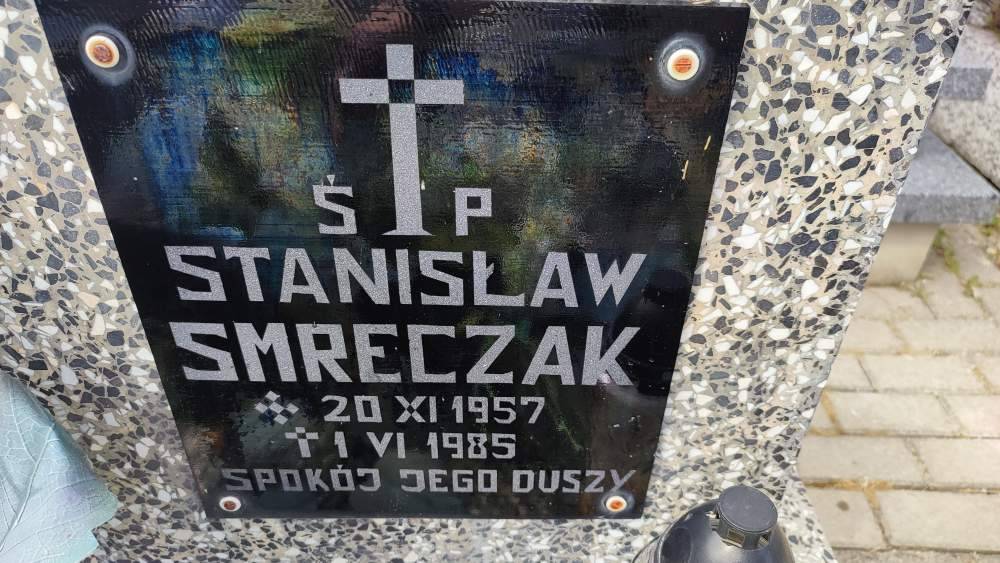 Ś P
STANISŁAW
SMRECZAK
20 XI 1957
† 1 VI 1985
SPOKÓJ JEGO DUSZY